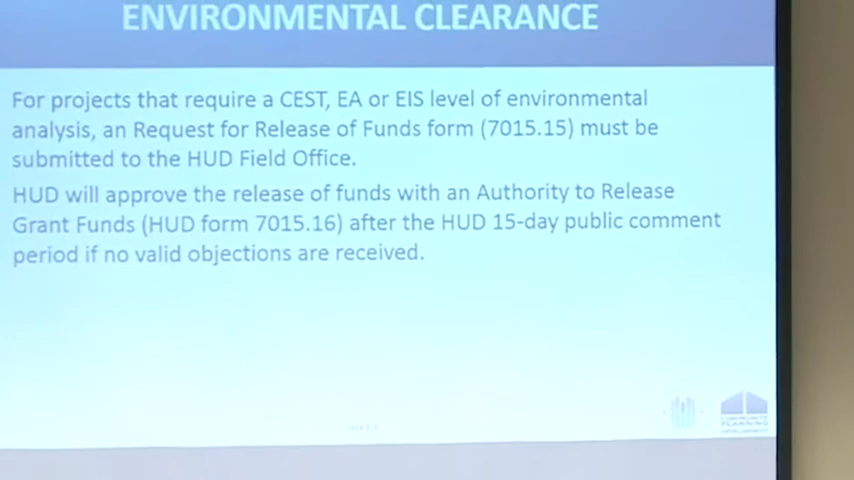 ENVIRONMENTAL CLEARANCE
For projects that require a CEST, EA or EIS level of environmental
analysis, an Request for Release of Funds form (7015.15) must be
submitted to the HUD Field Office.
HUD will approve the release of funds with an Authority to Release
Grant Funds (HUD form 7015.16) after the HUD 15-day public comment
period if no valid objections are received.
COMMUNITY
PLANNING